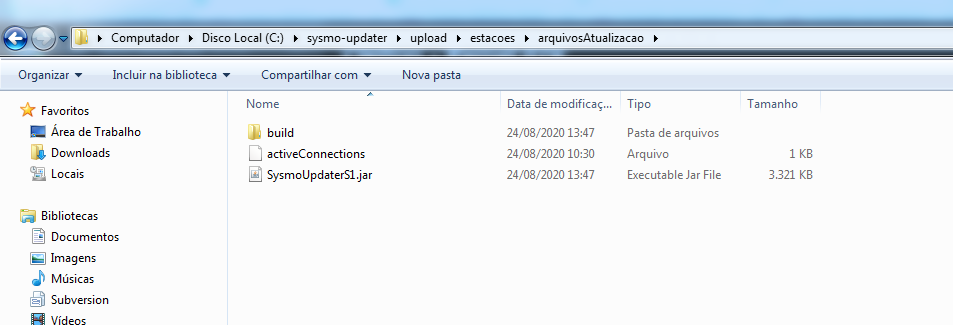 Computador ▸ Disco Local (C:) ▸ sysmo-updater ▸ upload ▸ estacoes ▸ arquivosAtualizacao ▸
Organizar Incluir na biblioteca Compartilhar com Nova pasta
Favoritos
Área de Trabalho
Downloads
Locais
Bibliotecas
Documentos
Imagens
Músicas
Subversion
Vídeos
Nome Data de modificaç... Tipo Tamanho
build 24/08/2020 13:47 Pasta de arquivos
activeConnections 24/08/2020 10:30 Arquivo 1 KB
SysmoUpdaterS1.jar 24/08/2020 13:47 Executable Jar File 3.321 KB